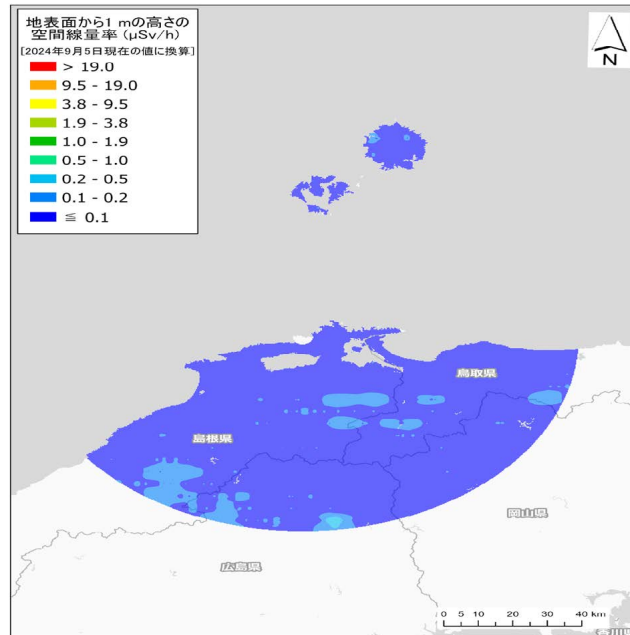 地表面から1 mの高さの
空間線量率 (μSv/h)
[2024年9月5日現在の値に換算]
> 19.0
9.5 - 19.0
3.8 - 9.5
1.9 - 3.8
1.0 - 1.9
0.5 - 1.0
0.2 - 0.5
0.1 - 0.2
≦ 0.1
N
鳥取県
島根県
岡山県
広島県
0 5 10 20 30 40 km
香川県